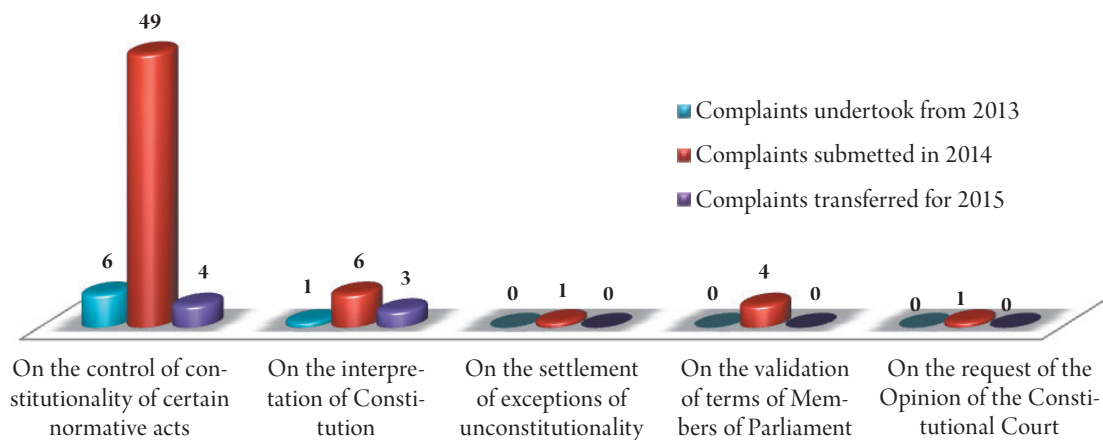 49
6
4
1
6
3
0
1
0
0
4
0
0
1
0
Complaints undertook from 2013
Complaints submetted in 2014
Complaints transferred for 2015
On the control of con-
stitutionality of certain
normative acts
On the interpre-
tation of Consti-
tution
On the settlement
of exceptions of
unconstitutionality
On the validation
of terms of Mem-
bers of Parliament
On the request of the
Opinion of the Consti-
tutional Court